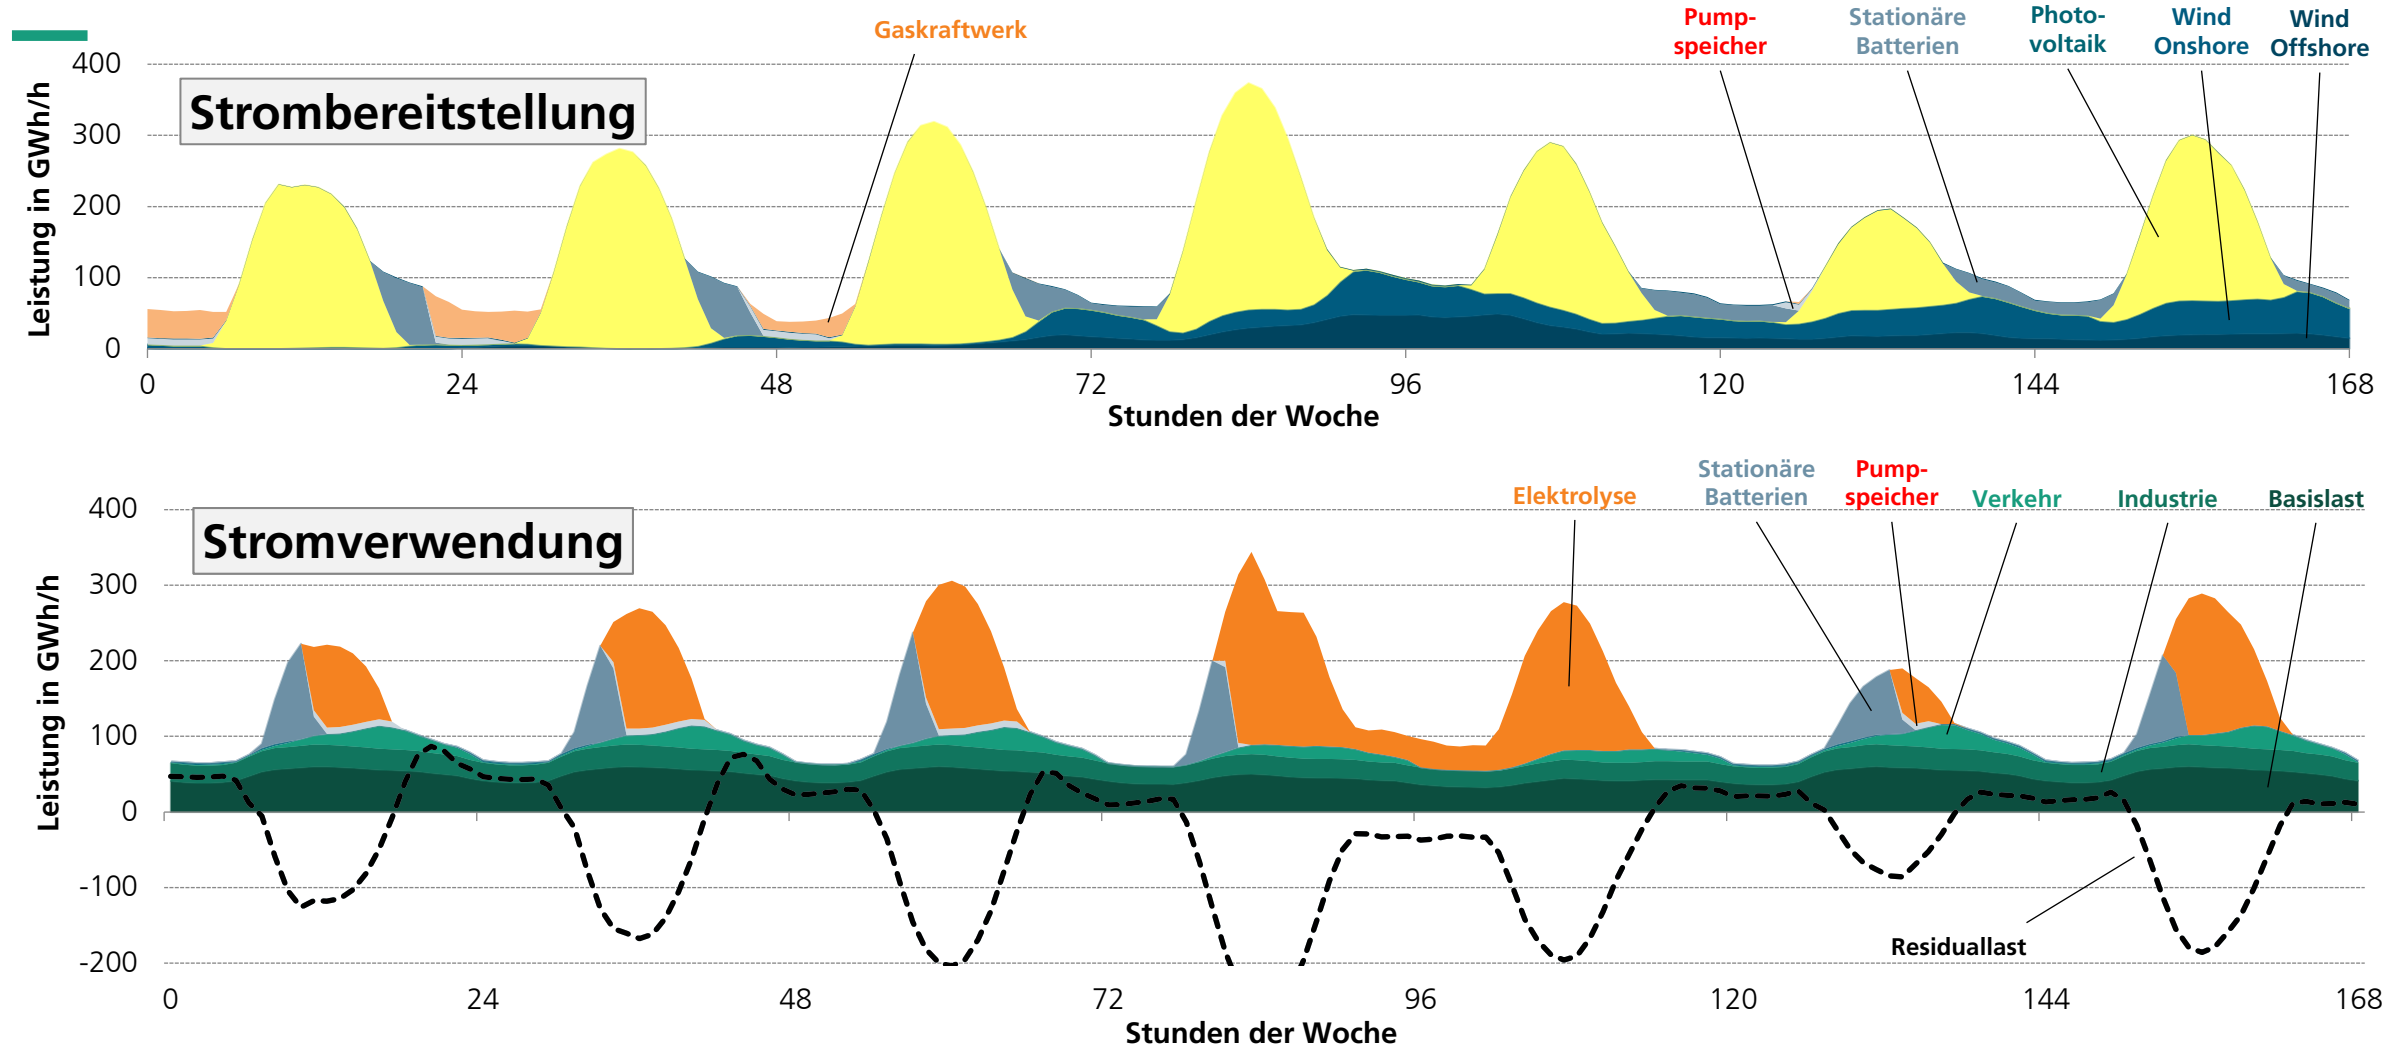 Gaskraftwerk
Pump-
speicher
Stationäre
Batterien
Photo-
voltaik
Wind
Onshore
Wind
Offshore
Strombereitstellung
Leistung in GWh/h
400
300
200
100
0
0 24 48 72 96 120 144 168
Stunden der Woche
Elektrolyse
Stationäre
Batterien
Pump-
speicher
Verkehr
Industrie
Basislast
Stromverwendung
Leistung in GWh/h
400
300
200
100
0
-100
-200
Residuallast
0 24 48 72 96 120 144 168
Stunden der Woche